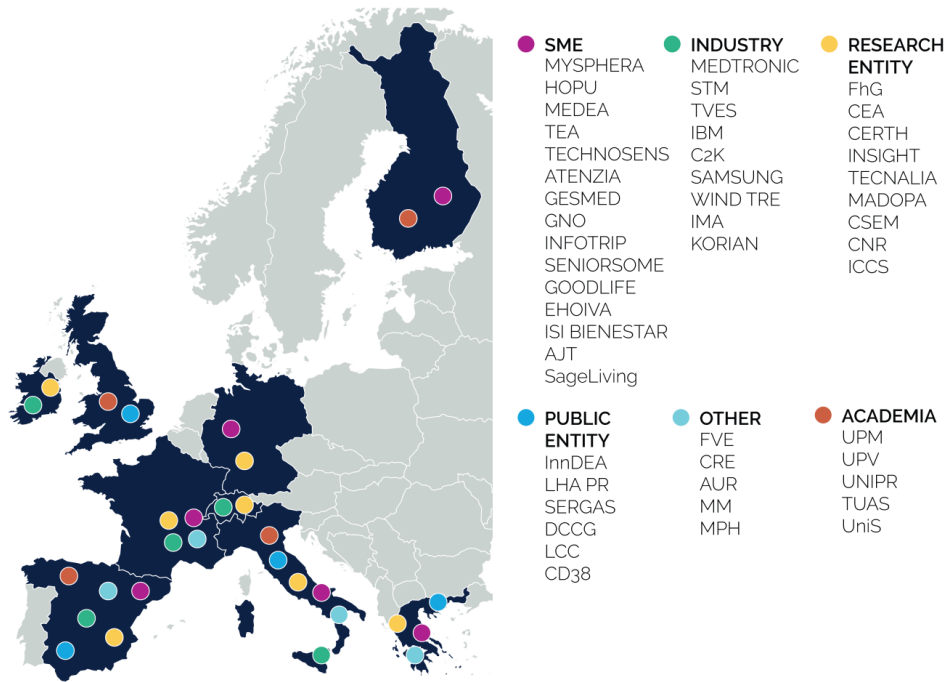 SME
MYSPHERA
HOPU
MEDEA
TEA
TECHNOSENS
ATENZIA
GESMED
GNO
INFOTRIP
SENIORSOME
GOODLIFE
EHOIVA
ISI BIENESTAR
AJT
SageLiving
INDUSTRY
MEDTRONIC
STM
TVES
IBM
C2K
SAMSUNG
WIND TRE
IMA
KORIAN
RESEARCH
ENTITY
FhG
CEA
CERTH
INSIGHT
TECNALIA
MADOPA
CSEM
CNR
ICCS
PUBLIC
ENTITY
InnDEA
LHA PR
SERGAS
DCCG
LCC
CD38
OTHER
FVE
CRE
AUR
MM
MPH
ACADEMIA
UPM
UPV
UNIPR
TUAS
UniS